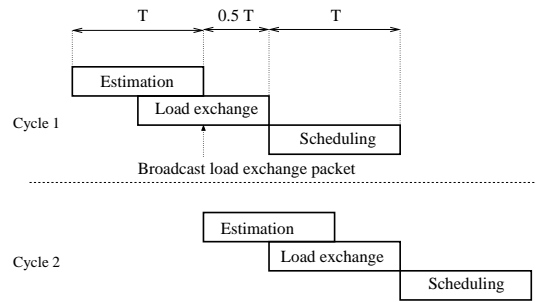 T 0.5 T T
Estimation
Load exchange
Cycle 1
Scheduling
Broadcast load exchange packet
Estimation
Load exchange
Cycle 2
Scheduling